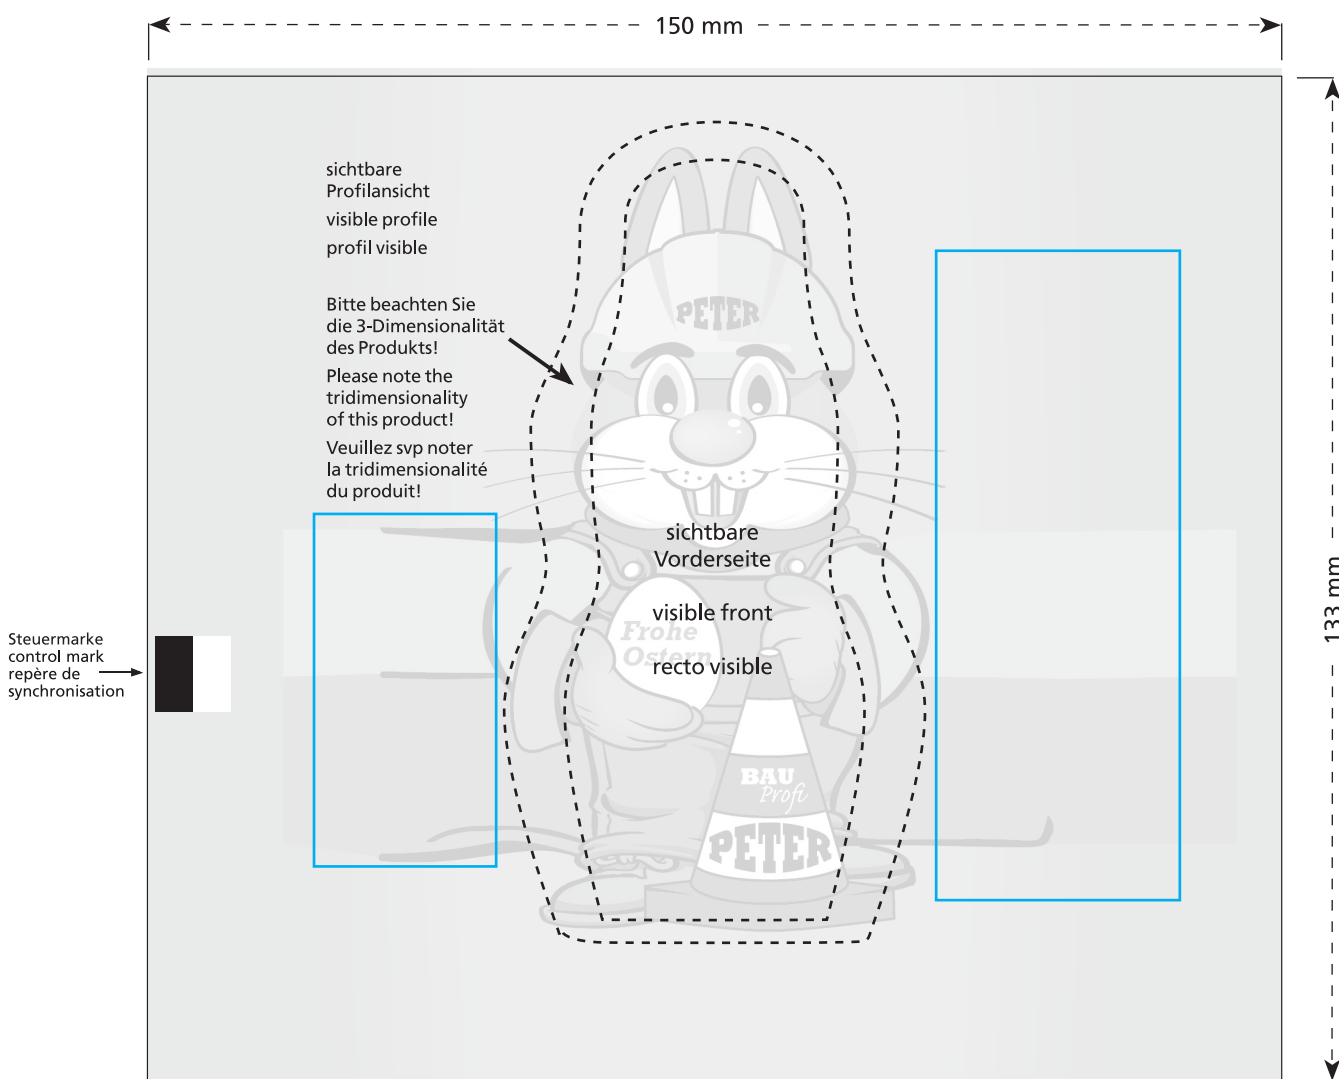 150 mm
sichtbare
Profilansicht
visible profile
profil visible
Bitte beachten Sie
die 3-Dimensionalität
des Produkts!
Please note the
tridimensionality
of this product!
Veuillez svp noter
la tridimensionalité
du produit!
PETER
sichtbare
Vorderseite
visible front
recto visible
Frohe
Ostern
BAU
Profi
PETER
Steuermarke
control mark
repère de
synchronisation
133 mm